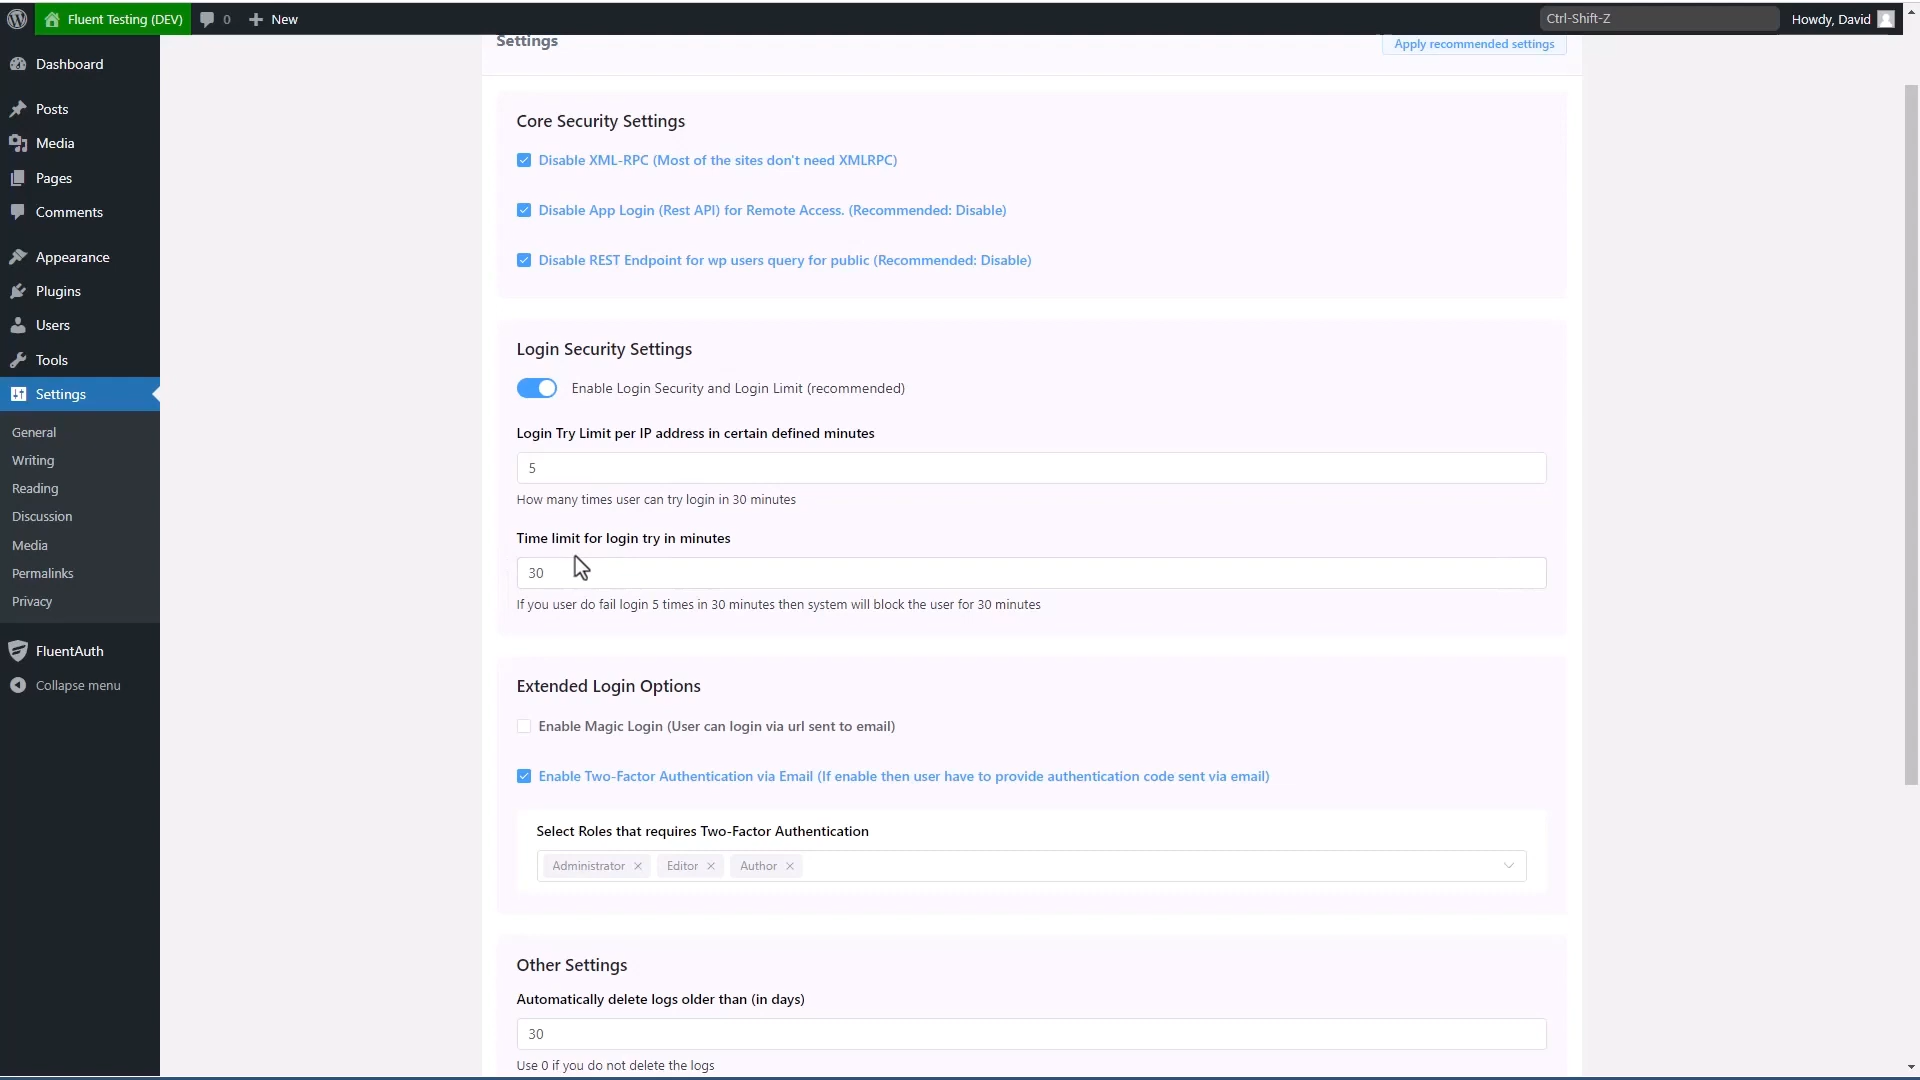 Fluent Testing (DEV)
0
New
Ctrl-Shift-Z
Howdy, David
Dashboard
Posts
Media
Pages
Comments
Appearance
Plugins
Users
Tools
Settings
General
Writing
Reading
Discussion
Media
Permalinks
Privacy
FluentAuth
Collapse menu
Settings
Apply recommended settings
Core Security Settings
Disable XML-RPC (Most of the sites don't need XMLRPC)
Disable App Login (Rest API) for Remote Access. (Recommended: Disable)
Disable REST Endpoint for wp users query for public (Recommended: Disable)
Login Security Settings
Enable Login Security and Login Limit (recommended)
Login Try Limit per IP address in certain defined minutes
5
How many times user can try login in 30 minutes
Time limit for login try in minutes
30
If you user do fail login 5 times in 30 minutes then system will block the user for 30 minutes
Extended Login Options
Enable Magic Login (User can login via url sent to email)
Enable Two-Factor Authentication via Email (If enable then user have to provide authentication code sent via email)
Select Roles that requires Two-Factor Authentication
Administrator Editor Author
Other Settings
Automatically delete logs older than (in days)
30
Use 0 if you do not delete the logs